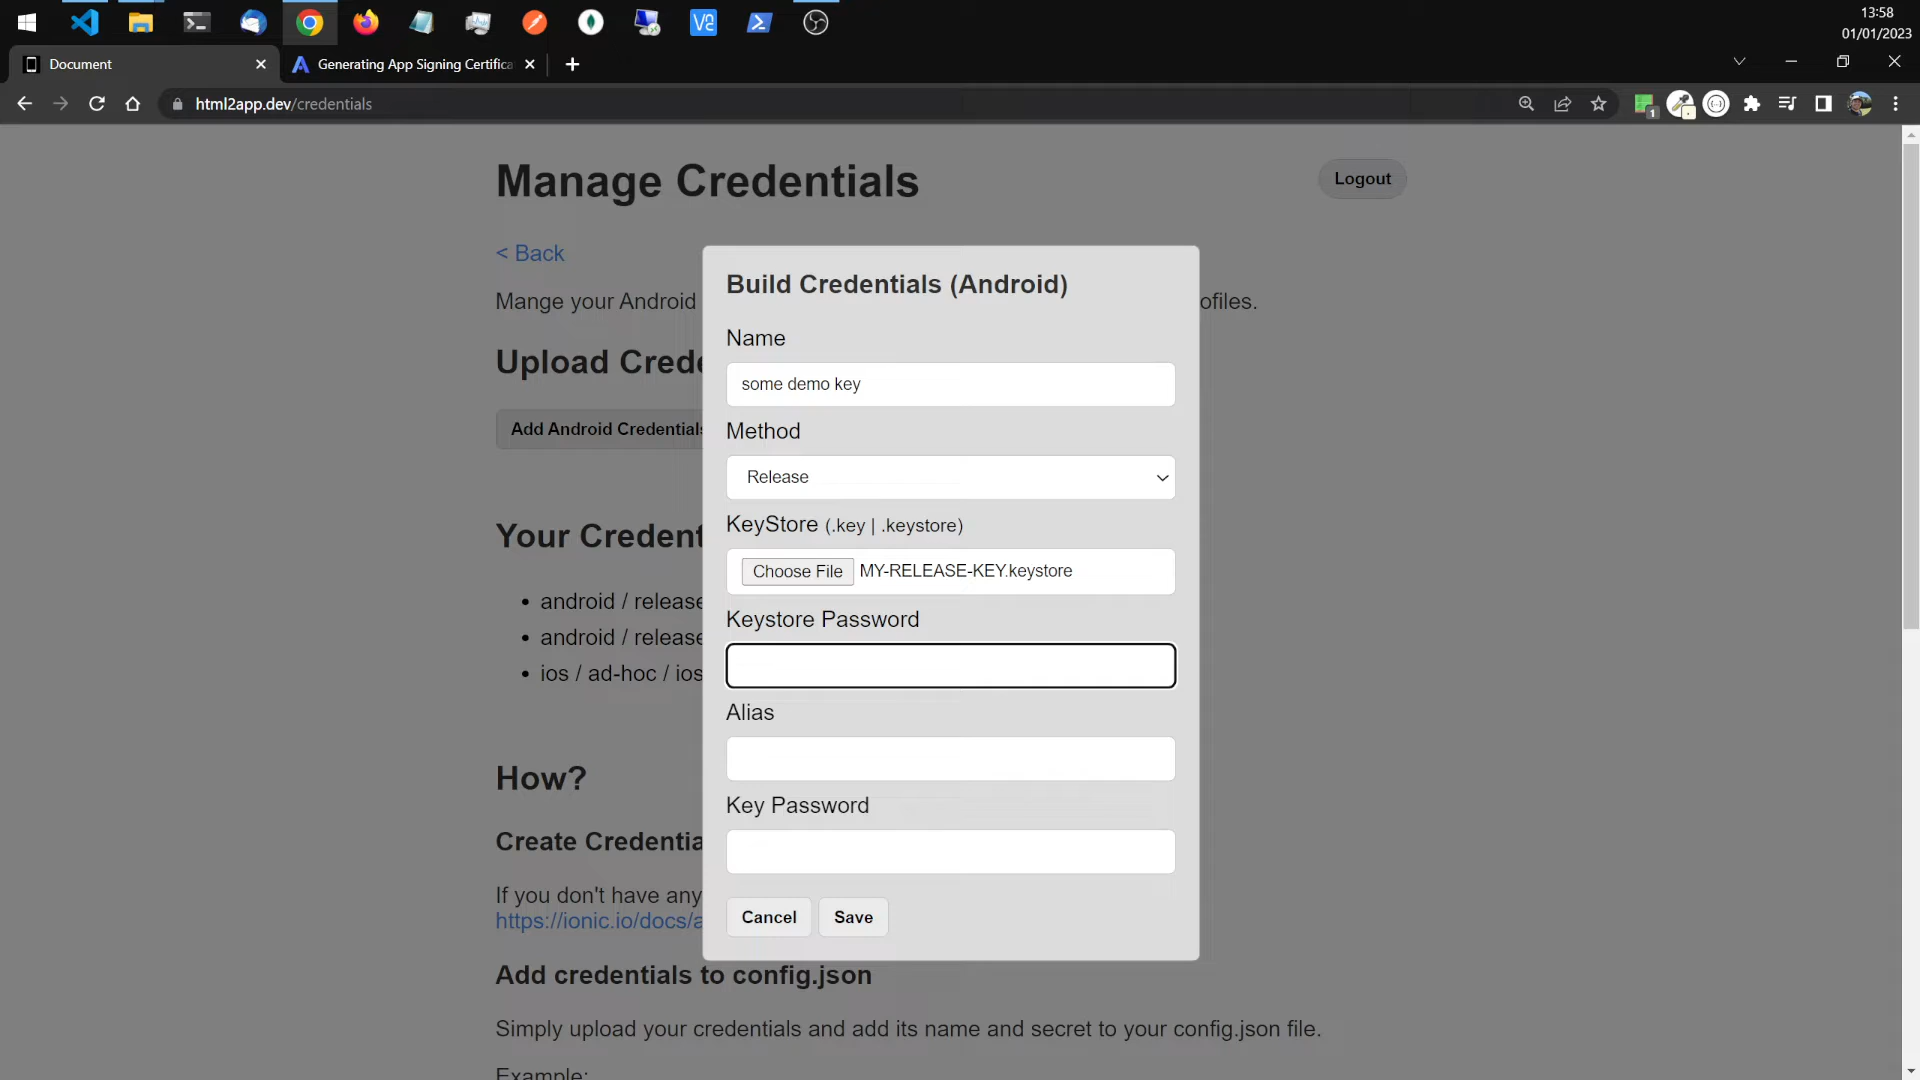 13:58
01/01/2023
Document
Generating App Signing Certifica
html2app.dev/credentials
1
Manage Credentials
Logout
< Back
Mange your Android
ofiles.
Upload Crede
Add Android Credentials
Your Credent
android / release
android / release
ios / ad-hoc / ios
How?
Create Credentia
If you don't have any
https://ionic.io/docs/a
Add credentials to config.json
Simply upload your credentials and add its name and secret to your config.json file.
Example:
Build Credentials (Android)
Name
some demo key
Method
Release
KeyStore (.key | .keystore)
Choose File MY-RELEASE-KEY.keystore
Keystore Password
Alias
Key Password
Cancel
Save